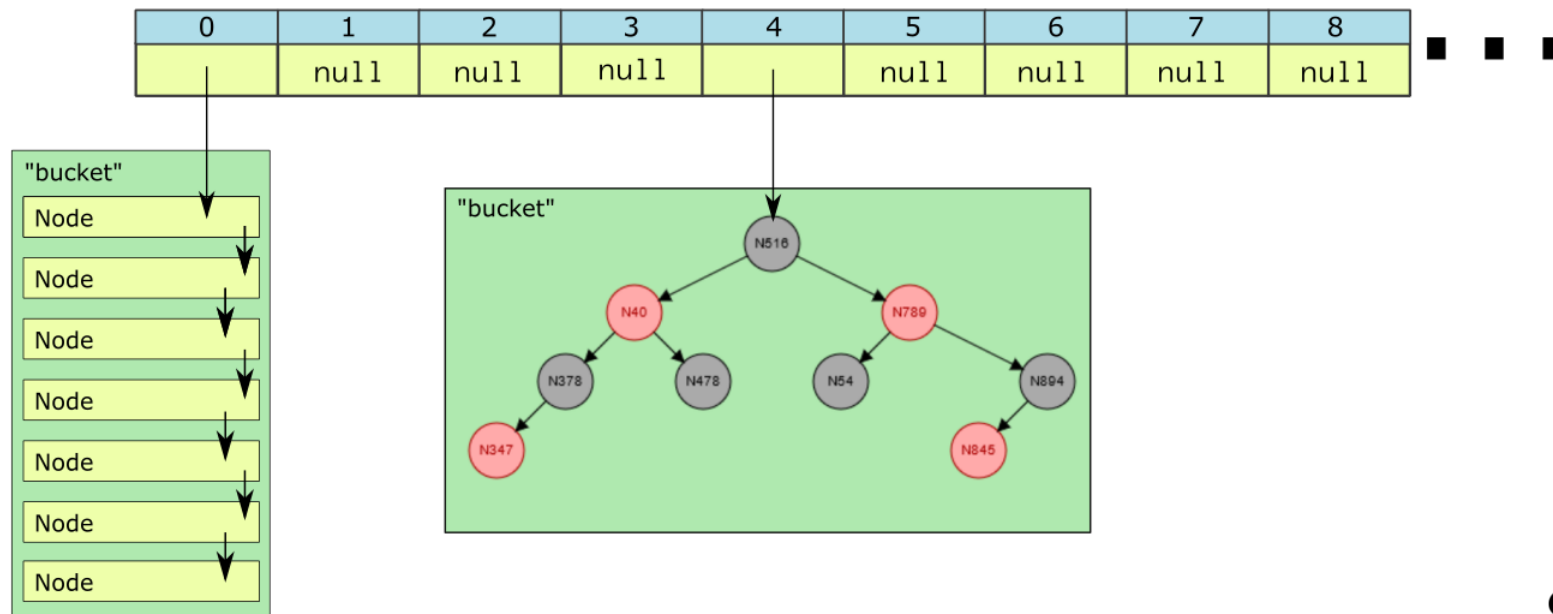 0 1 2 3 4 5 6 7 8
null null null null null null null
"bucket"
Node
Node
Node
Node
Node
Node
Node
"bucket"
N516
N40 N789
N378 N478 N54 N894
N347 N845